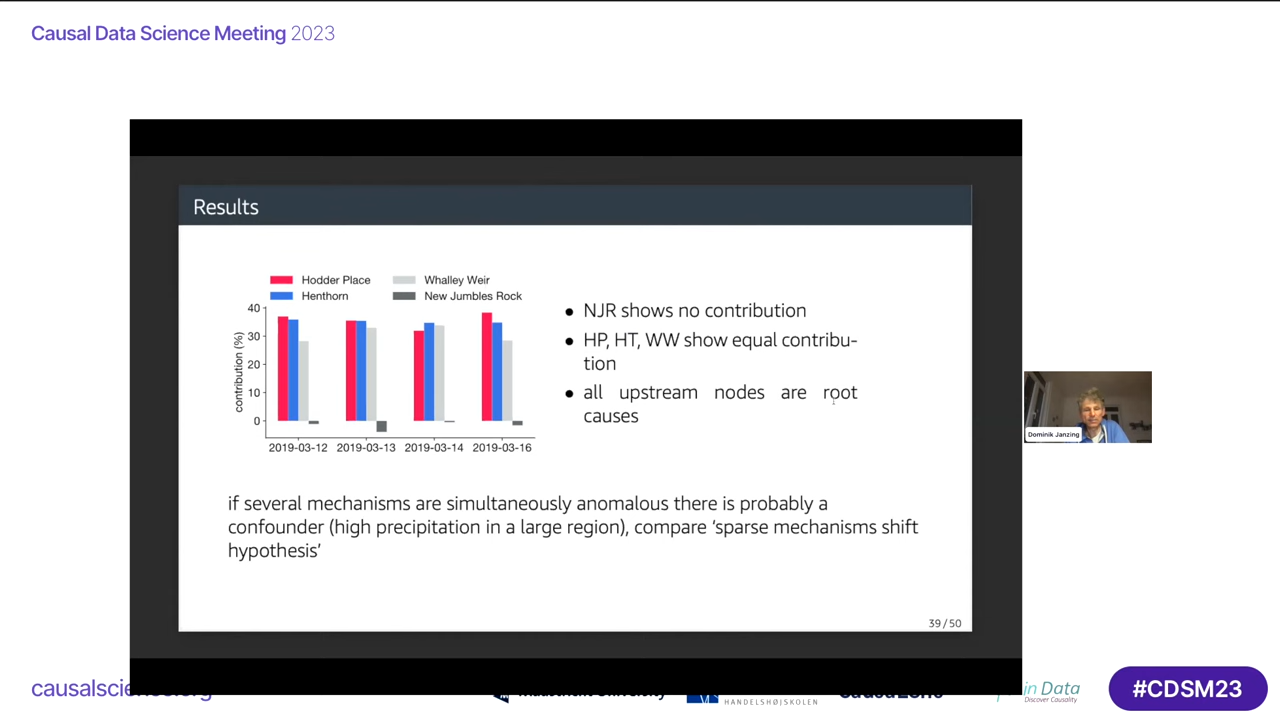 Causal Data Science Meeting 2023
Results
Hodder Place
Whalley Weir
Henthorn
New Jumbles Rock
contribution (%)
40
30
20
10
0
2019-03-12
2019-03-13
2019-03-14
2019-03-16
• NJR shows no contribution
• HP, HT, WW show equal contribu-
tion
• all upstream nodes are root
causes
if several mechanisms are simultaneously anomalous there is probably a
confounder (high precipitation in a large region), compare ‘sparse mechanisms shift
hypothesis’
39 / 50
Dominik Janzing
HANDELSHØJSKOLEN
in Data
Discover Causality
#CDSM23